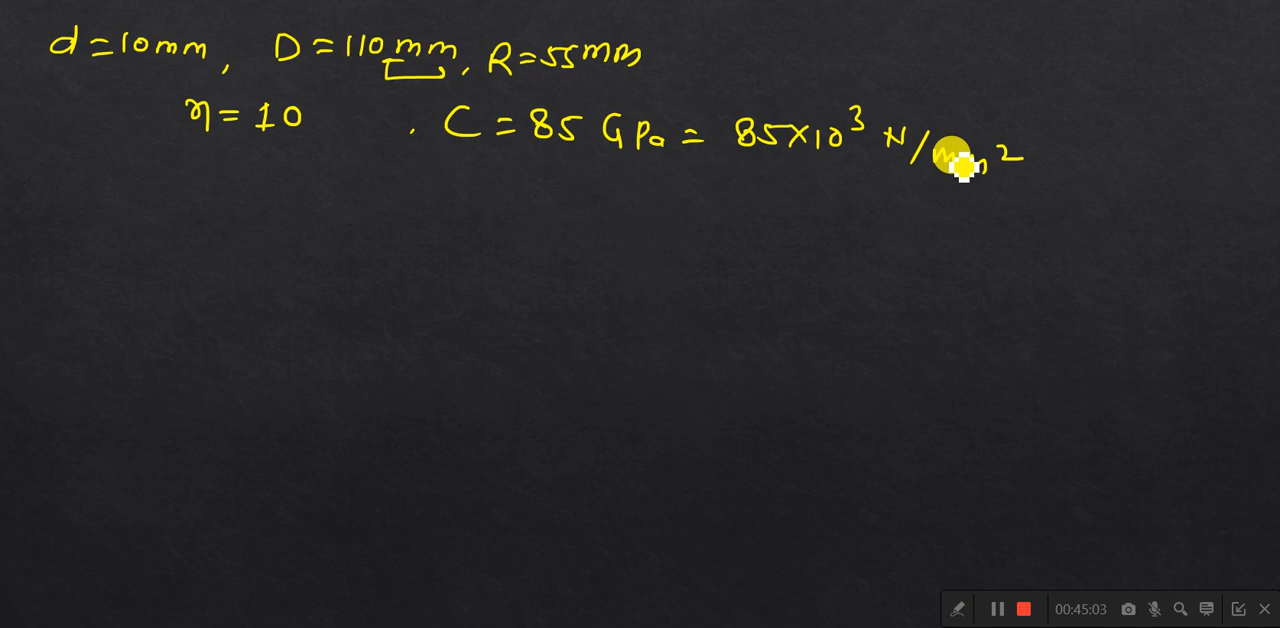 d = 10mm, D = 110mm, R = 55mm
η = 10 . C = 85 GPa = 85×10³ N/mm²
00:45:03